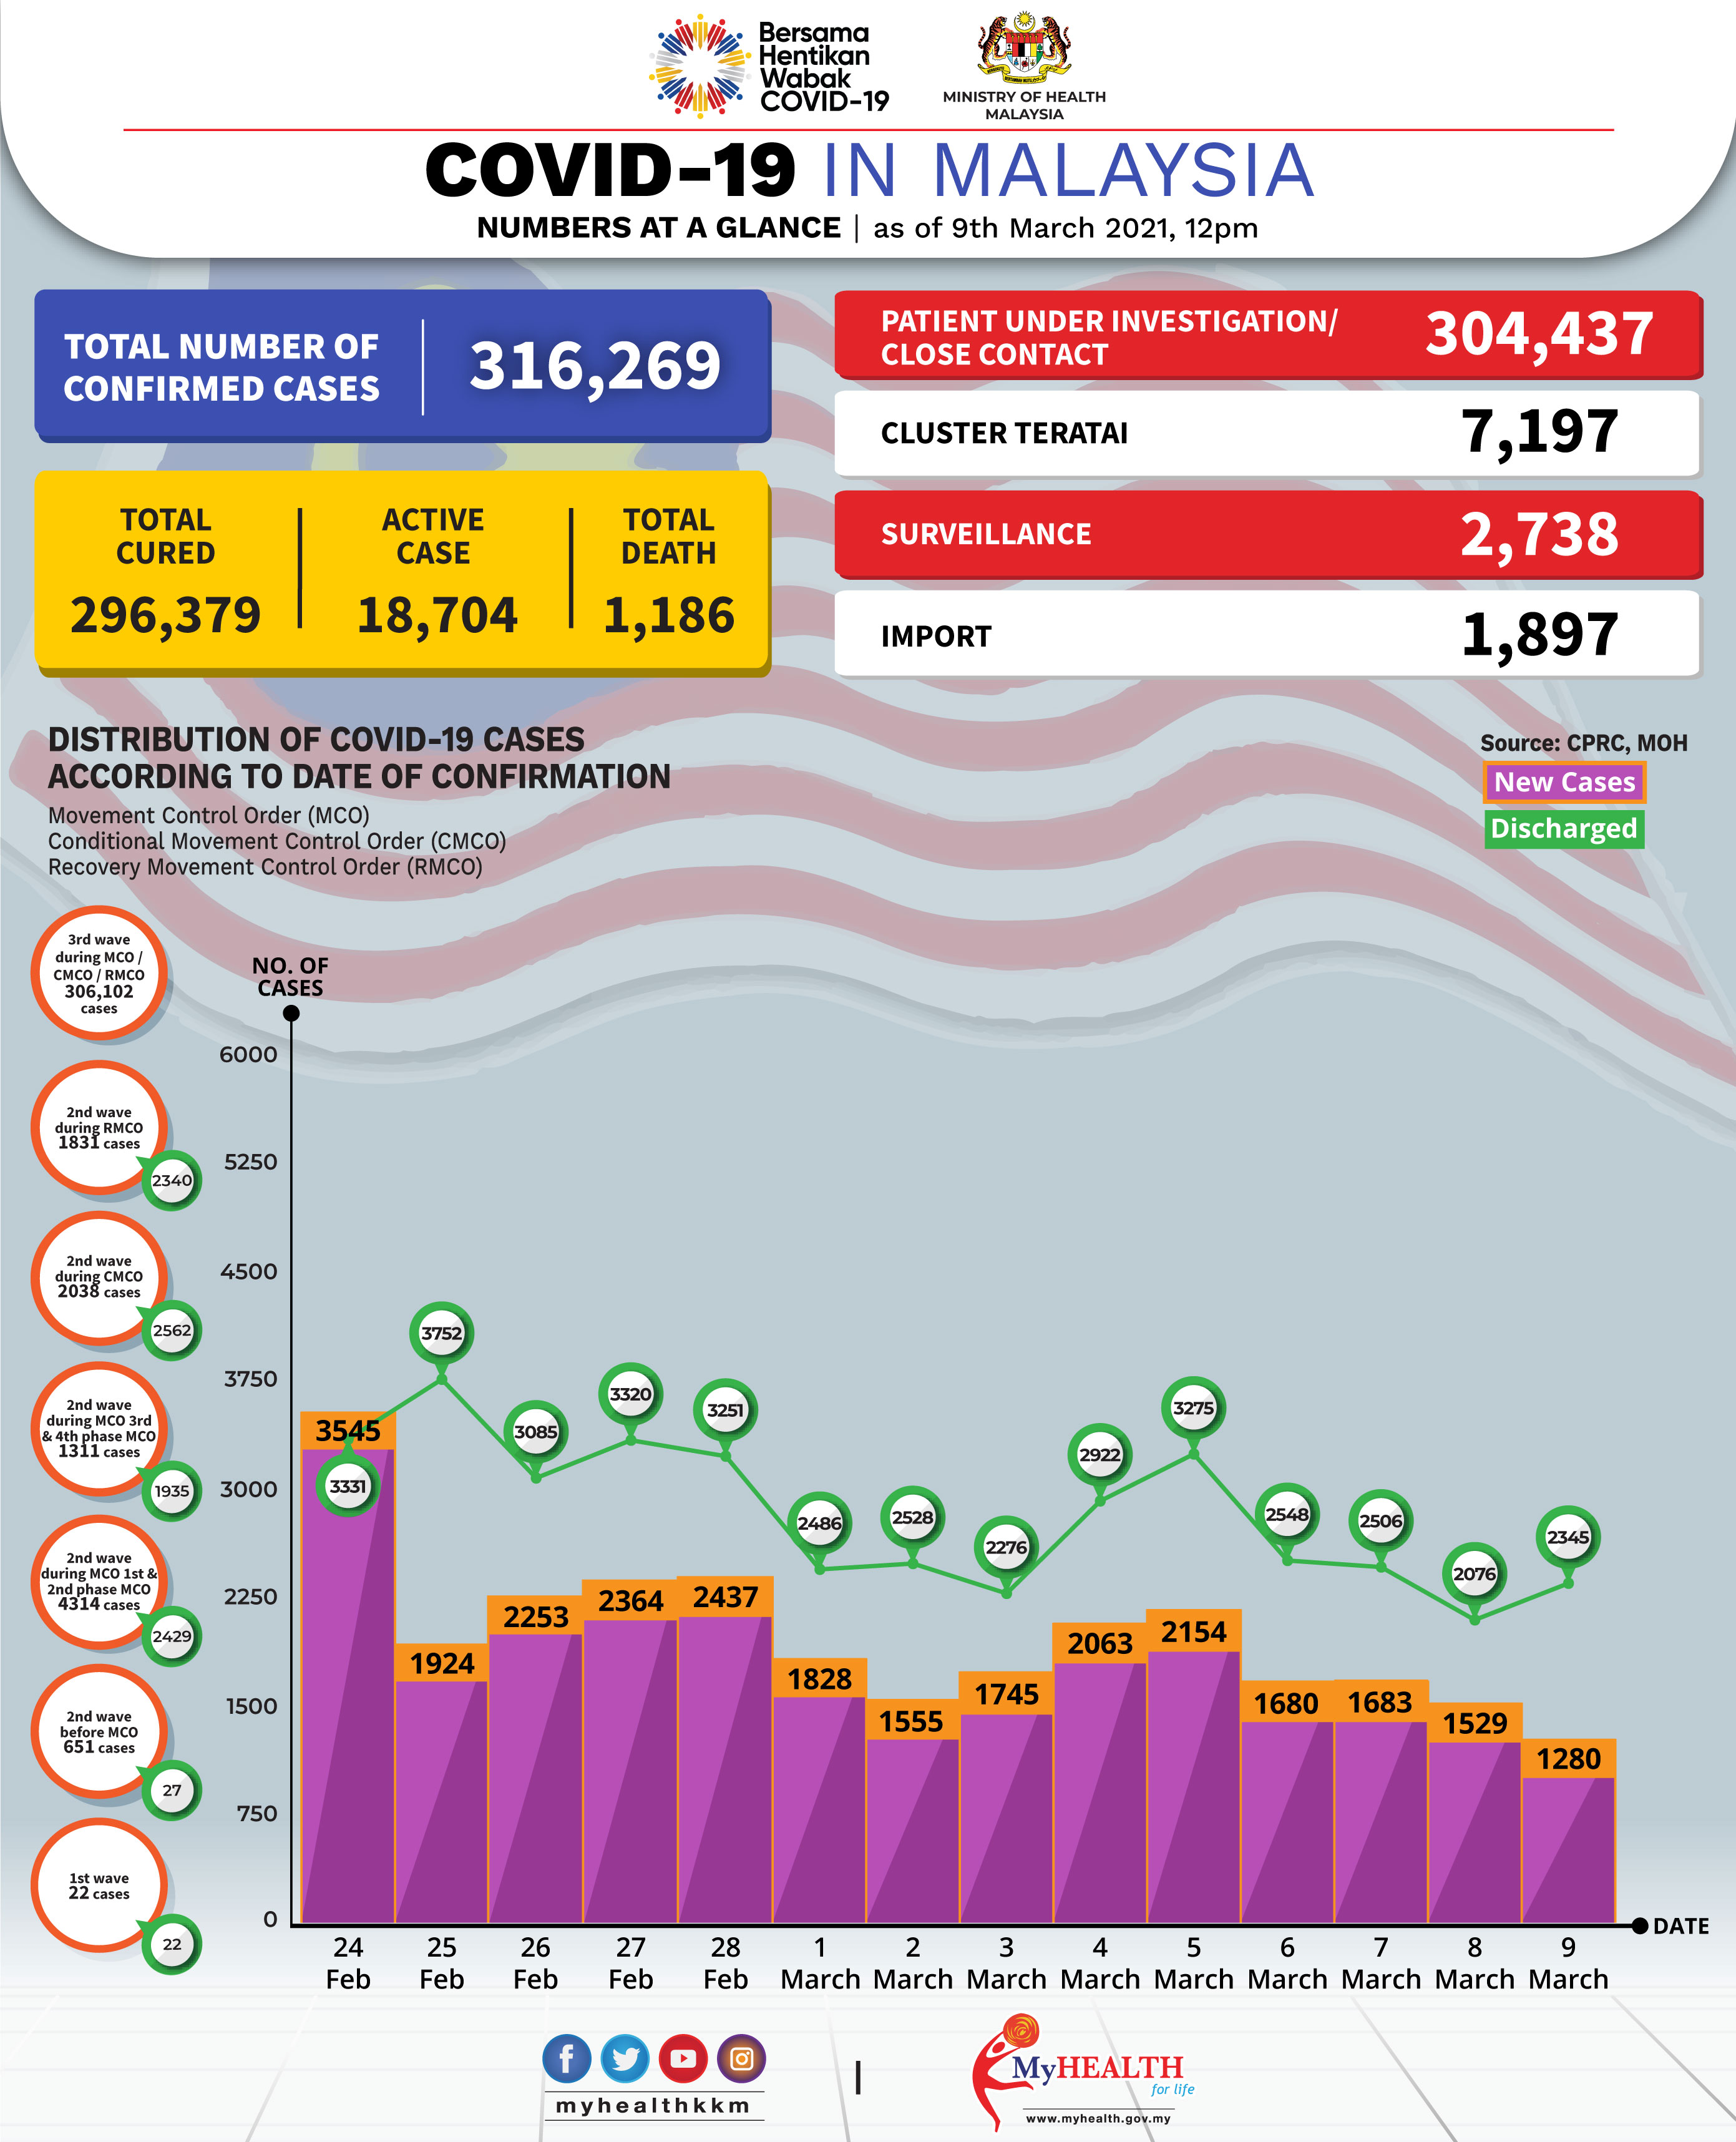 Bersama
Hentikan
Wabak
COVID-19
MINISTRY OF HEALTH
MALAYSIA
COVID-19 IN MALAYSIA
NUMBERS AT A GLANCE | as of 9th March 2021, 12pm
TOTAL NUMBER OF
CONFIRMED CASES
316,269
TOTAL
CURED
296,379
ACTIVE
CASE
18,704
TOTAL
DEATH
1,186
PATIENT UNDER INVESTIGATION/
CLOSE CONTACT
304,437
CLUSTER TERATAI
7,197
SURVEILLANCE
2,738
IMPORT
1,897
DISTRIBUTION OF COVID-19 CASES
ACCORDING TO DATE OF CONFIRMATION
Movement Control Order (MCO)
Conditional Movement Control Order (CMCO)
Recovery Movement Control Order (RMCO)
Source: CPRC, MOH
New Cases
Discharged
3rd wave
during MCO /
CMCO / RMCO
306,102
cases
2nd wave
during RMCO
1831 cases
2340
2nd wave
during CMCO
2038 cases
2562
2nd wave
during MCO 3rd
& 4th phase MCO
1311 cases
1935
2nd wave
during MCO 1st &
2nd phase MCO
4314 cases
2429
2nd wave
before MCO
651 cases
27
1st wave
22 cases
22
NO. OF
CASES
6000
5250
4500
3750
3000
2250
1500
750
0
3331
3752
3085
3320
3251
2486
2528
2276
2922
3275
2548
2506
2076
2345
3545
1924
2253
2364
2437
1828
1555
1745
2063
2154
1680
1683
1529
1280
24
Feb
25
Feb
26
Feb
27
Feb
28
Feb
1
March
2
March
3
March
4
March
5
March
6
March
7
March
8
March
9
March
DATE
myhealthkkm
|
MyHEALTH
for life
www.myhealth.gov.my